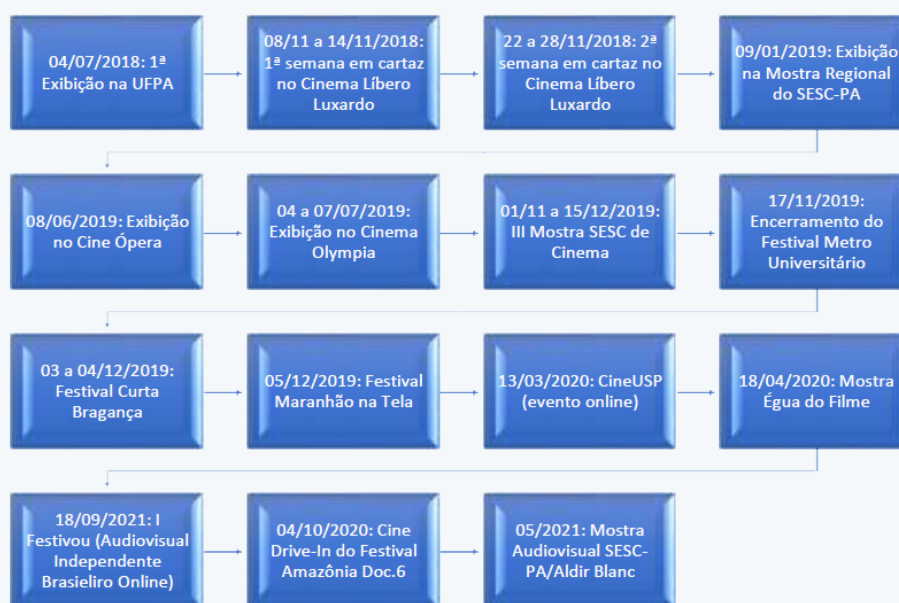 04/07/2018: 1ª
Exibição na UFPA
08/11 a 14/11/2018:
1ª semana em cartaz
no Cinema Líbero
Luxardo
22 a 28/11/2018: 2ª
semana em cartaz no
Cinema Líbero
Luxardo
09/01/2019: Exibição
na Mostra Regional
do SESC-PA
08/06/2019: Exibição
no Cine Ópera
04 a 07/07/2019:
Exibição no Cinema
Olympia
01/11 a 15/12/2019:
III Mostra SESC de
Cinema
17/11/2019:
Encerramento do
Festival Metro
Universitário
03 a 04/12/2019:
Festival Curta
Bragança
05/12/2019: Festival
Maranhão na Tela
13/03/2020: CineUSP
(evento online)
18/04/2020: Mostra
Égua do Filme
18/09/2021: I
Festivou (Audiovisual
Independente
Brasieliro Online)
04/10/2020: Cine
Drive-In do Festival
Amazônia Doc.6
05/2021: Mostra
Audiovisual SESC-
PA/Aldir Blanc